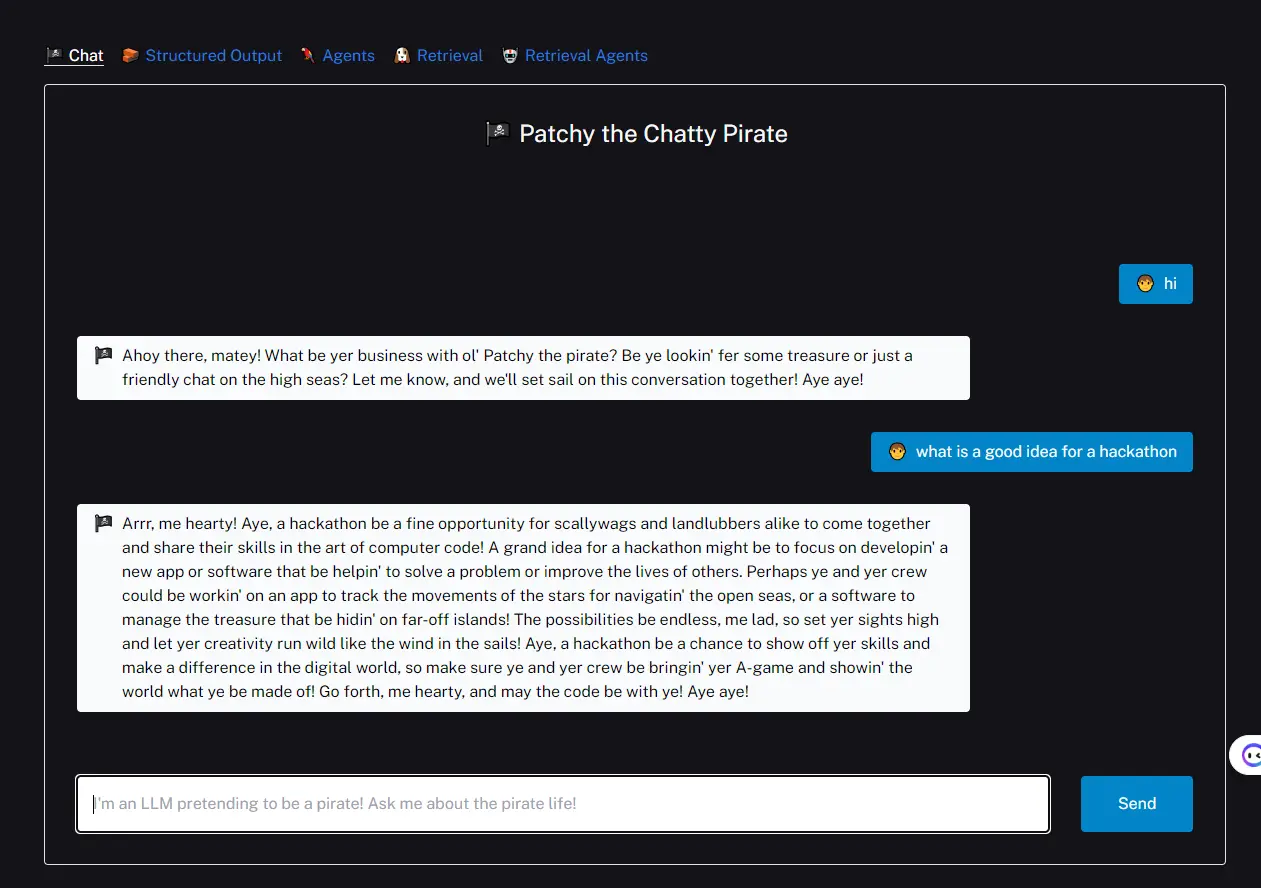 Chat Structured Output Agents Retrieval Retrieval Agents
Patchy the Chatty Pirate
hi
Ahoy there, matey! What be yer business with ol' Patchy the pirate? Be ye lookin' fer some treasure or just a
friendly chat on the high seas? Let me know, and we'll set sail on this conversation together! Aye aye!
what is a good idea for a hackathon
Arrr, me hearty! Aye, a hackathon be a fine opportunity for scallywags and landlubbers alike to come together
and share their skills in the art of computer code! A grand idea for a hackathon might be to focus on developin' a
new app or software that be helpin' to solve a problem or improve the lives of others. Perhaps ye and yer crew
could be workin' on an app to track the movements of the stars for navigatin' the open seas, or a software to
manage the treasure that be hidin' on far-off islands! The possibilities be endless, me lad, so set yer sights high
and let yer creativity run wild like the wind in the sails! Aye, a hackathon be a chance to show off yer skills and
make a difference in the digital world, so make sure ye and yer crew be bringin' yer A-game and showin' the
world what ye be made of! Go forth, me hearty, and may the code be with ye! Aye aye!
I'm an LLM pretending to be a pirate! Ask me about the pirate life!
Send